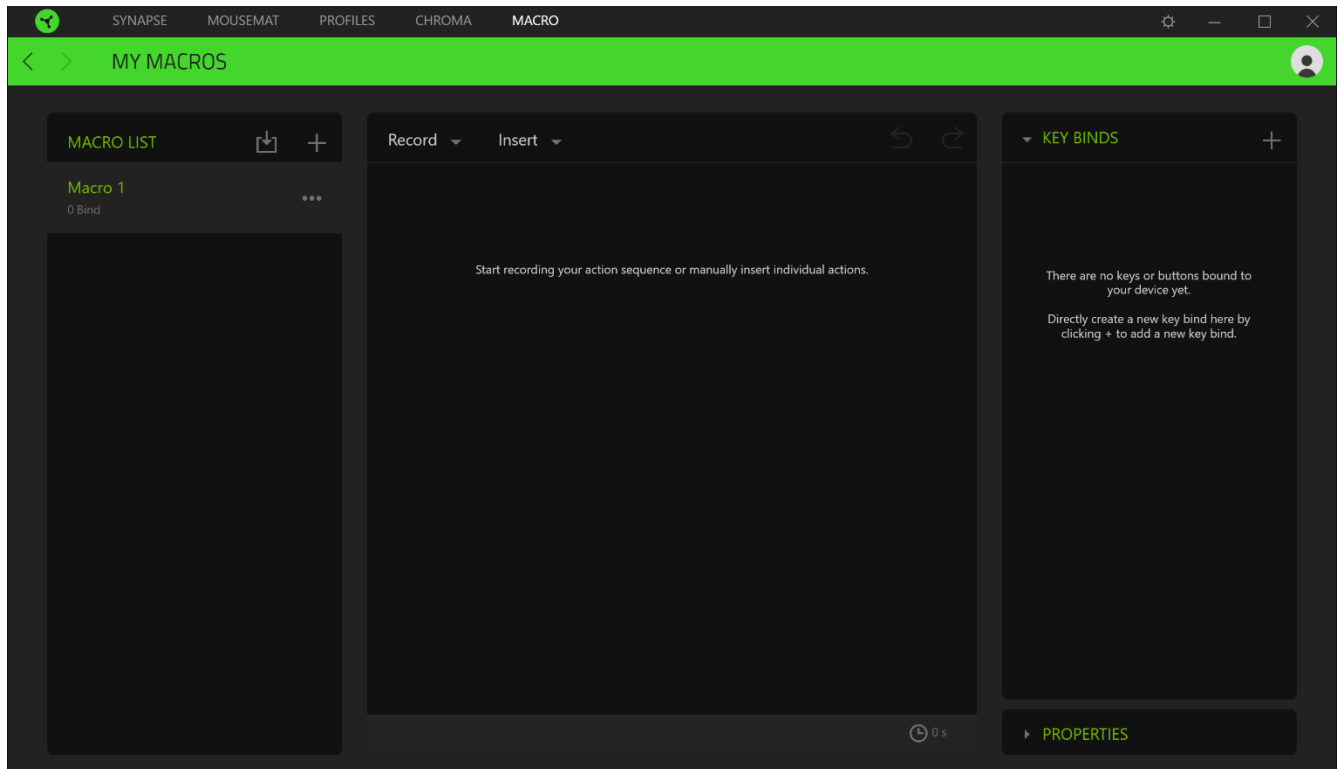 SYNAPSE MOUSEMAT PROFILES CHROMA MACRO
MY MACROS
MACRO LIST
Macro 1
0 Bind
Record Insert
Start recording your action sequence or manually insert individual actions.
0 s
KEY BINDS
There are no keys or buttons bound to
your device yet.
Directly create a new key bind here by
clicking + to add a new key bind.
PROPERTIES